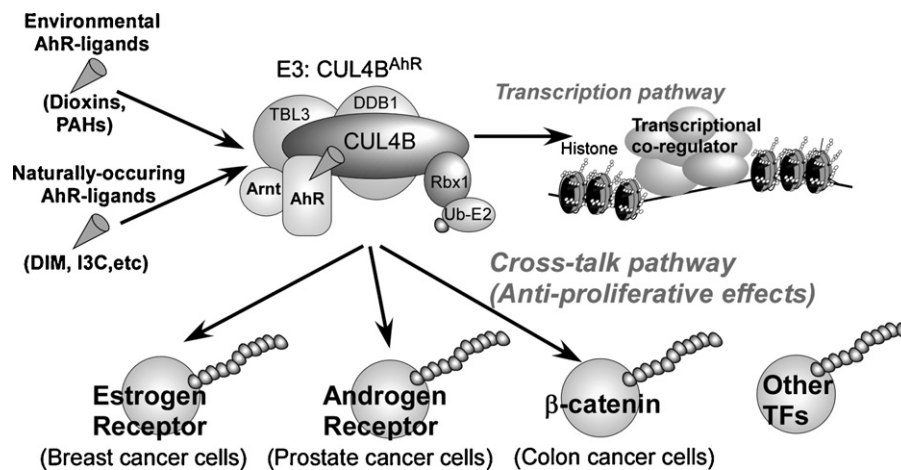 Environmental
AhR-ligands
(Dioxins,
PAHs)
Naturally-occuring
AhR-ligands
(DIM, I3C,etc)
E3: CUL4B^AhR
TBL3
DDB1
CUL4B
Arnt
AhR
Rbx1
Ub-E2
Transcription pathway
Transcriptional
co-regulator
Histone
Cross-talk pathway
(Anti-proliferative effects)
Estrogen
Receptor
(Breast cancer cells)
Androgen
Receptor
(Prostate cancer cells)
β-catenin
(Colon cancer cells)
Other
TFs